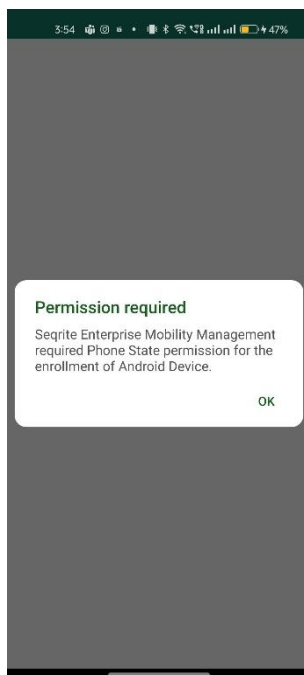 3:54 47%
Permission required
Seqrite Enterprise Mobility Management
required Phone State permission for the
enrollment of Android Device.
OK